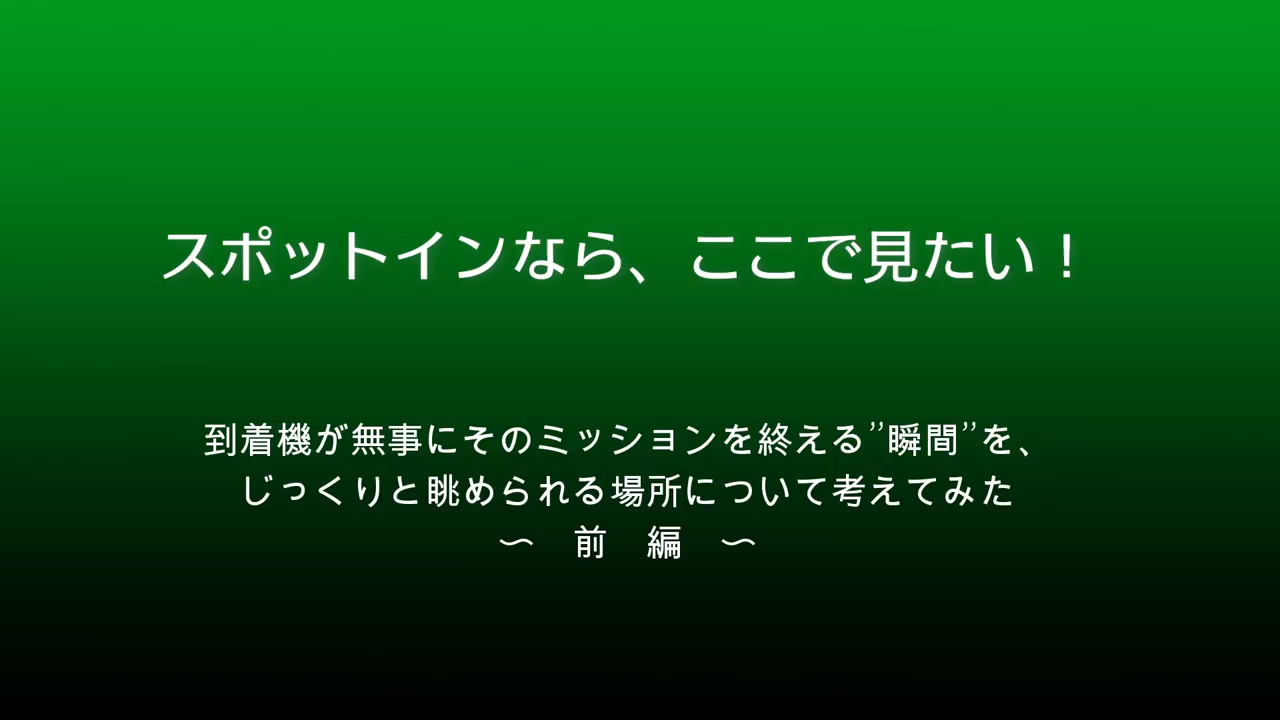 スポットインなら、ここで見たい！
到着機が無事にそのミッションを終える”瞬間”を、
じっくりと眺められる場所について考えてみた
〜　前　編　〜